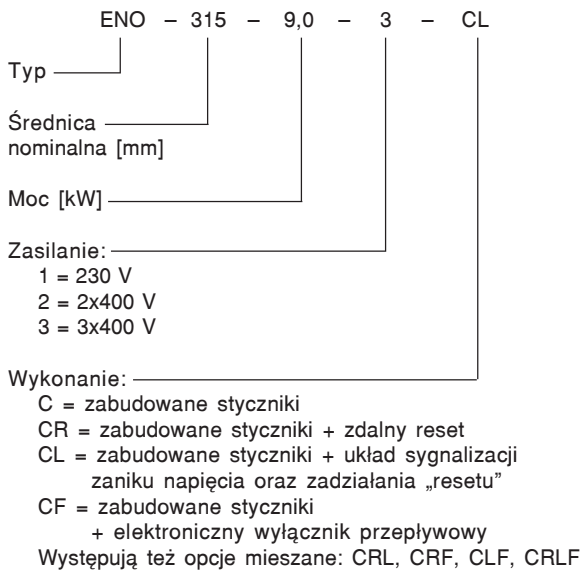 ENO – 315 – 9,0 – 3 – CL
Typ
Średnica
nominalna [mm]
Moc [kW]
Zasilanie:
1 = 230 V
2 = 2x400 V
3 = 3x400 V
Wykonanie:
C = zabudowane styczniki
CR = zabudowane styczniki + zdalny reset
CL = zabudowane styczniki + układ sygnalizacji
zaniku napięcia oraz zadziałania „resetu”
CF = zabudowane styczniki
+ elektroniczny wyłącznik przepływowy
Występują też opcje mieszane: CRL, CRF, CLF, CRLF